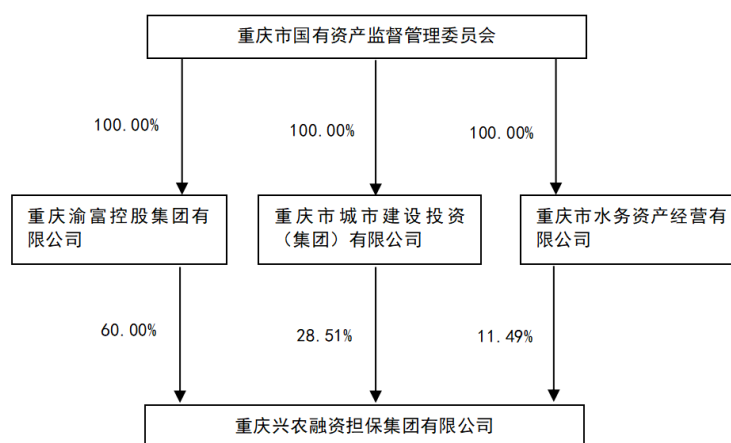 重庆市国有资产监督管理委员会
100.00%
100.00%
100.00%
重庆渝富控股集团有
限公司
重庆市城市建设投资
（集团）有限公司
重庆市水务资产经营有
限公司
60.00%
28.51%
11.49%
重庆兴农融资担保集团有限公司